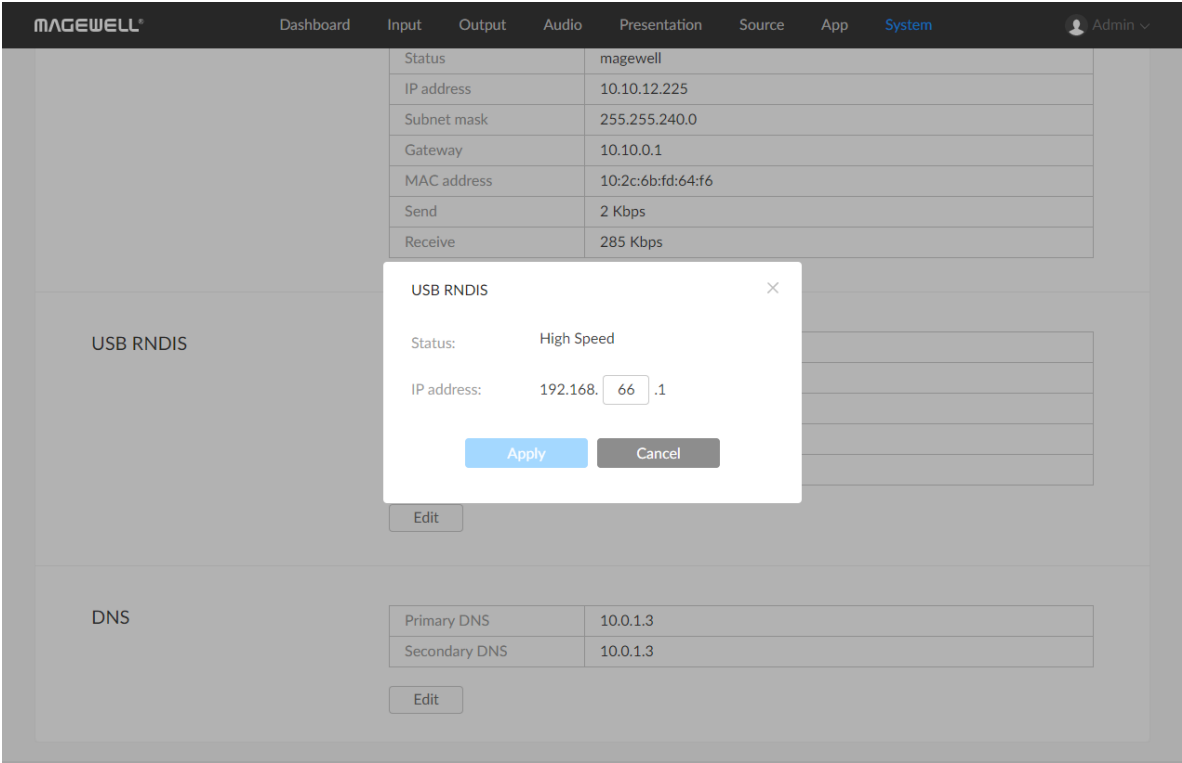 MAGEWELL® Dashboard Input Output Audio Presentation Source App System Admin
Status magewell
IP address 10.10.12.225
Subnet mask 255.255.240.0
Gateway 10.10.0.1
MAC address 10:2c:6b:fd:64:f6
Send 2 Kbps
Receive 285 Kbps
USB RNDIS
USB RNDIS
Status: High Speed
IP address: 192.168. 66 .1
Apply Cancel
Edit
DNS
Primary DNS 10.0.1.3
Secondary DNS 10.0.1.3
Edit